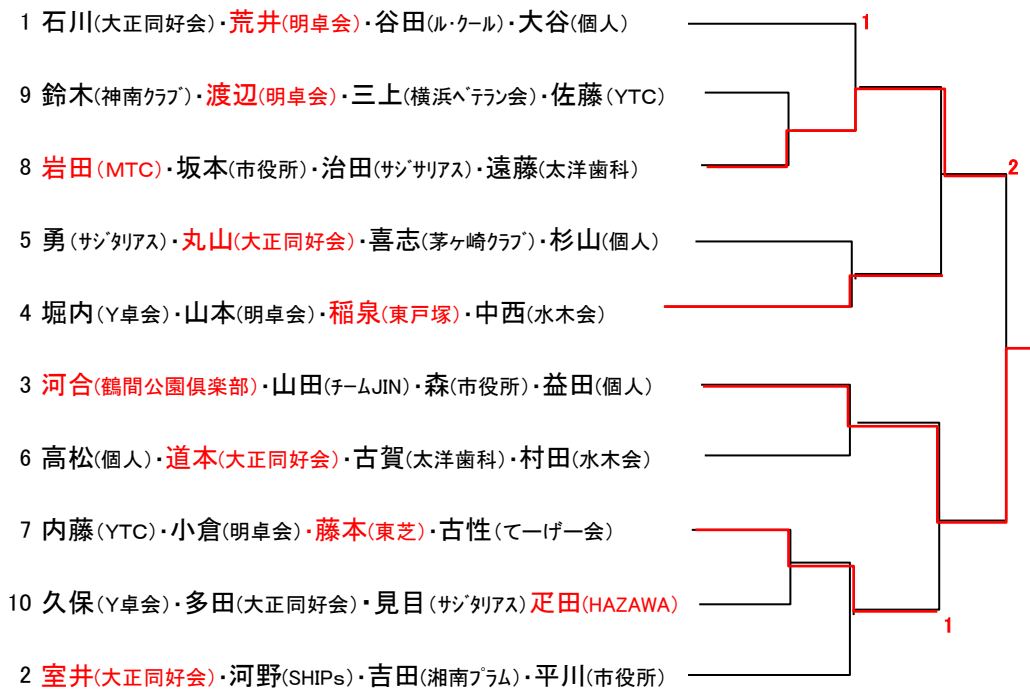 1 石川(大正同好会)・荒井(明卓会)・谷田(ル・クール)・大谷(個人) 1
9 鈴木(神南ｸﾗﾌﾞ)・渡辺(明卓会)・三上(横浜ﾍﾞﾃﾗﾝ会)・佐藤(YTC)
8 岩田(MTC)・坂本(市役所)・治田(ｻｼﾞｻﾘｱｽ)・遠藤(太洋歯科) 2
5 勇(ｻｼﾞﾀﾘｱｽ)・丸山(大正同好会)・喜志(茅ヶ崎ｸﾗﾌﾞ)・杉山(個人)
4 堀内(Y卓会)・山本(明卓会)・稲泉(東戸塚)・中西(水木会)
3 河合(鶴間公園倶楽部)・山田(ﾁｰﾑJIN)・森(市役所)・益田(個人)
6 高松(個人)・道本(大正同好会)・古賀(太洋歯科)・村田(水木会)
7 内藤(YTC)・小倉(明卓会)・藤本(東芝)・古性(てーげー会)
10 久保(Y卓会)・多田(大正同好会)・見目(ｻｼﾞﾀﾘｱｽ) 疋田(HAZAWA)
1
2 室井(大正同好会)・河野(SHIPs)・吉田(湘南ﾌﾟﾗﾑ)・平川(市役所)